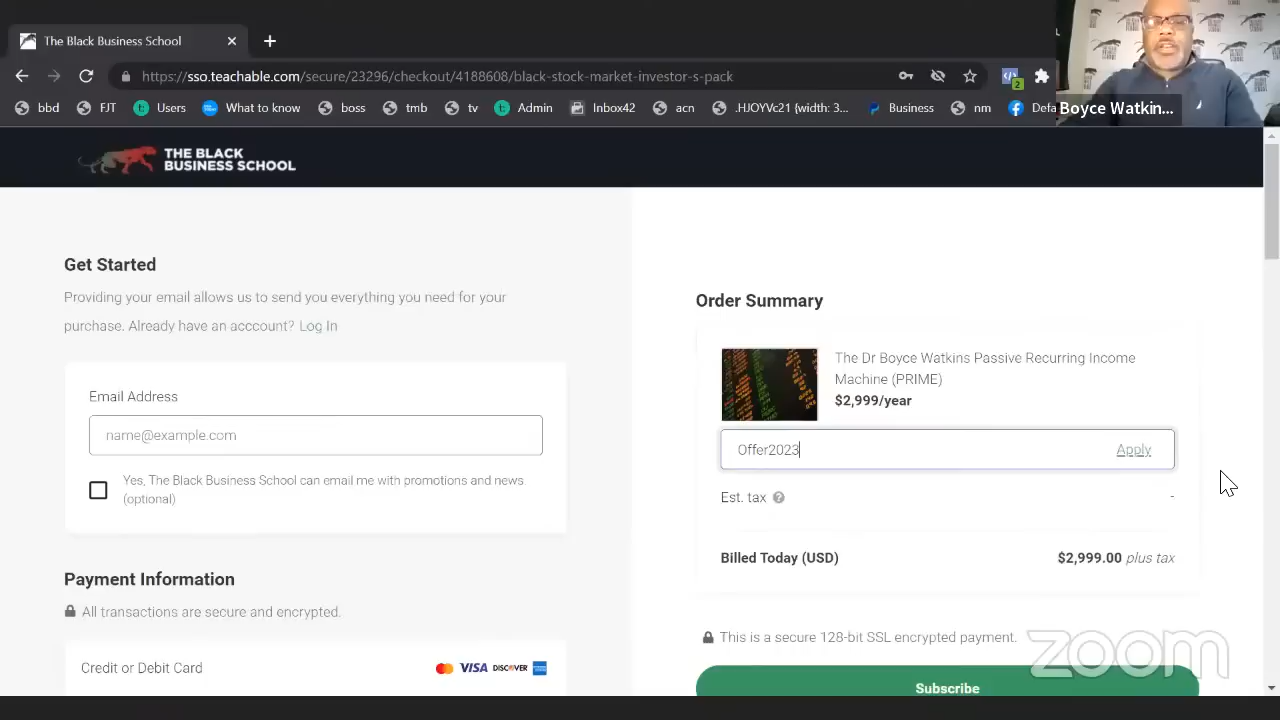 The Black Business School
https://sso.teachable.com/secure/23296/checkout/4188608/black-stock-market-investor-s-pack
2
bbd
FJT
Users
What to know
boss
tmb
tv
Admin
Inbox42
acn
.HJOYVc21 {width: 3...
Business
nm
Defa
Boyce Watkin...
THE BLACK
BUSINESS SCHOOL
Get Started
Providing your email allows us to send you everything you need for your
purchase. Already have an acccount? Log In
Email Address
name@example.com
Yes, The Black Business School can email me with promotions and news.
(optional)
Payment Information
All transactions are secure and encrypted.
Credit or Debit Card
VISA
DISCOVER
Order Summary
The Dr Boyce Watkins Passive Recurring Income
Machine (PRIME)
$2,999/year
Offer2023
Apply
Est. tax ?
-
Billed Today (USD)
$2,999.00 plus tax
This is a secure 128-bit SSL encrypted payment.
zoom
Subscribe